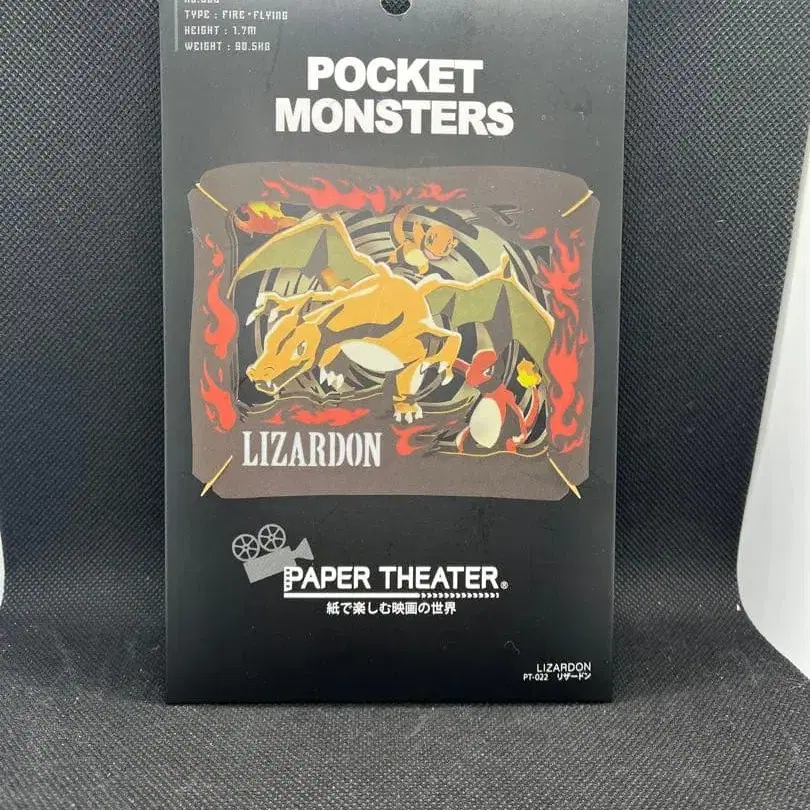 TYPE : FIRE・FLYING
HEIGHT : 1.7M
WEIGHT : 90.5KG
POCKET
MONSTERS
LIZARDON
PAPER THEATER®
紙で楽しむ映画の世界
LIZARDON
PT-022 リザードン